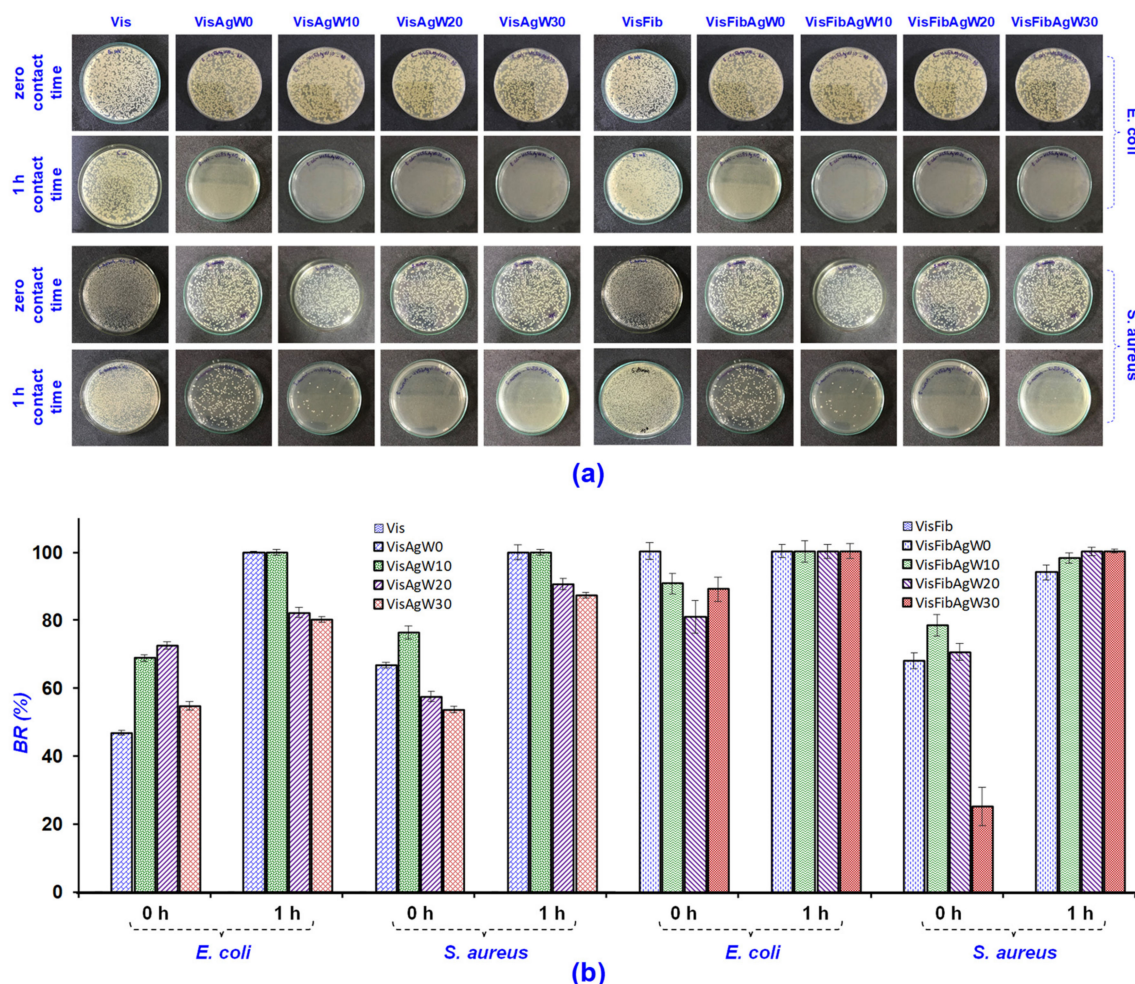 Vis VisAgW0 VisAgW10 VisAgW20 VisAgW30 VisFib VisFibAgW0 VisFibAgW10 VisFibAgW20 VisFibAgW30
zero
contact
time
1 h
contact
time
E. coli
zero
contact
time
1 h
contact
time
S. aureus
(a)
BR (%)
100
80
60
40
20
0
Vis
VisAgW0
VisAgW10
VisAgW20
VisAgW30
VisFib
VisFibAgW0
VisFibAgW10
VisFibAgW20
VisFibAgW30
0 h 1 h 0 h 1 h 0 h 1 h 0 h 1 h
E. coli S. aureus E. coli S. aureus
(b)